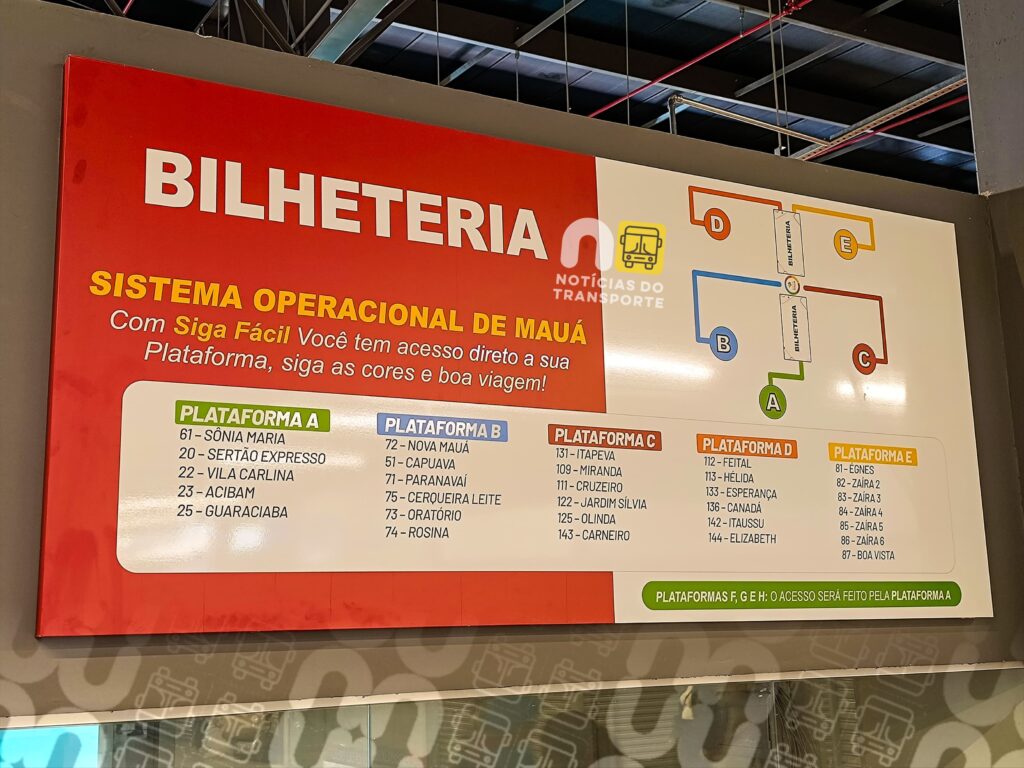 BILHETERIA
SISTEMA OPERACIONAL DE MAUÁ
Com Siga Fácil Você tem acesso direto a sua
Plataforma, siga as cores e boa viagem!
NOTÍCIAS DO
TRANSPORTE
D
BILHETERIA
E
B
BILHETERIA
C
A
PLATAFORMA A
61 – SÔNIA MARIA
20 – SERTÃO EXPRESSO
22 – VILA CARLINA
23 – ACIBAM
25 – GUARACIABA
PLATAFORMA B
72 – NOVA MAUÁ
51 – CAPUAVA
71 – PARANAVAÍ
75 – CERQUEIRA LEITE
73 – ORATÓRIO
74 – ROSINA
PLATAFORMA C
131 – ITAPEVA
109 – MIRANDA
111 – CRUZEIRO
122 – JARDIM SÍLVIA
125 – OLINDA
143 – CARNEIRO
PLATAFORMA D
112 – FEITAL
113 – HÉLIDA
133 – ESPERANÇA
136 – CANADÁ
142 – ITAUSSU
144 – ELIZABETH
PLATAFORMA E
81 – ÉGNES
82 – ZAÍRA 2
83 – ZAÍRA 3
84 – ZAÍRA 4
85 – ZAÍRA 5
86 – ZAÍRA 6
87 – BOA VISTA
PLATAFORMAS F, G E H: O ACESSO SERÁ FEITO PELA PLATAFORMA A